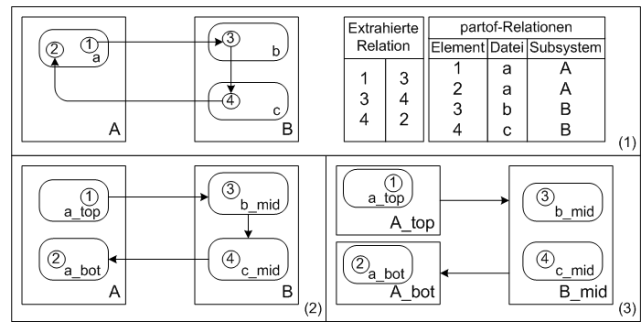 2 1 a
A
3 b
4 c
B
Extrahierte Relation
1 3
3 4
4 2
partof-Relationen
Element Datei Subsystem
1 a A
2 a A
3 b B
4 c B
(1)
1 a_top
2 a_bot
A
3 b_mid
4 c_mid
B
(2)
1 a_top
A_top
2 a_bot
A_bot
3 b_mid
4 c_mid
B_mid
(3)